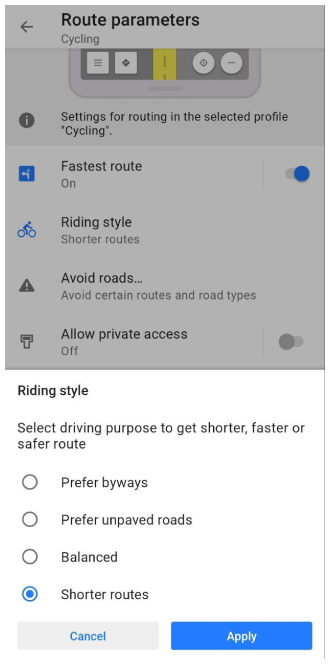 Route parameters
Cycling
Settings for routing in the selected profile
"Cycling".
Fastest route
On
Riding style
Shorter routes
Avoid roads...
Avoid certain routes and road types
Allow private access
Off
Riding style
Select driving purpose to get shorter, faster or
safer route
Prefer byways
Prefer unpaved roads
Balanced
Shorter routes
Cancel
Apply